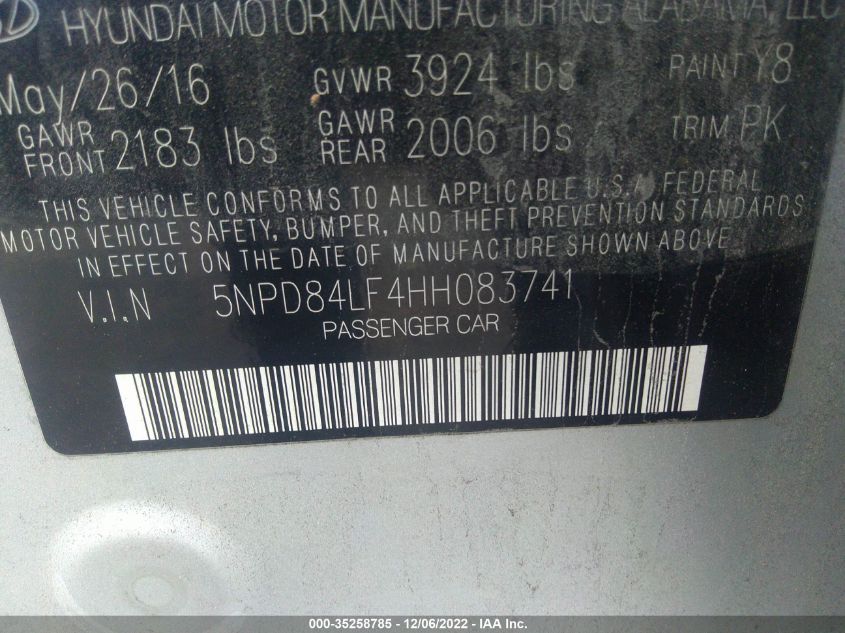 HYUNDAI MOTOR MANUFACTURING ALABAMA, LLC
May/26/16 GVWR 3924 lbs PAINT Y8
GAWR FRONT 2183 lbs GAWR REAR 2006 lbs TRIM PK
THIS VEHICLE CONFORMS TO ALL APPLICABLE U.S.A. FEDERAL
MOTOR VEHICLE SAFETY, BUMPER, AND THEFT PREVENTION STANDARDS
IN EFFECT ON THE DATE OF MANUFACTURE SHOWN ABOVE
V.I.N 5NPD84LF4HH083741
PASSENGER CAR
000-35258785 - 12/06/2022 - IAA Inc.